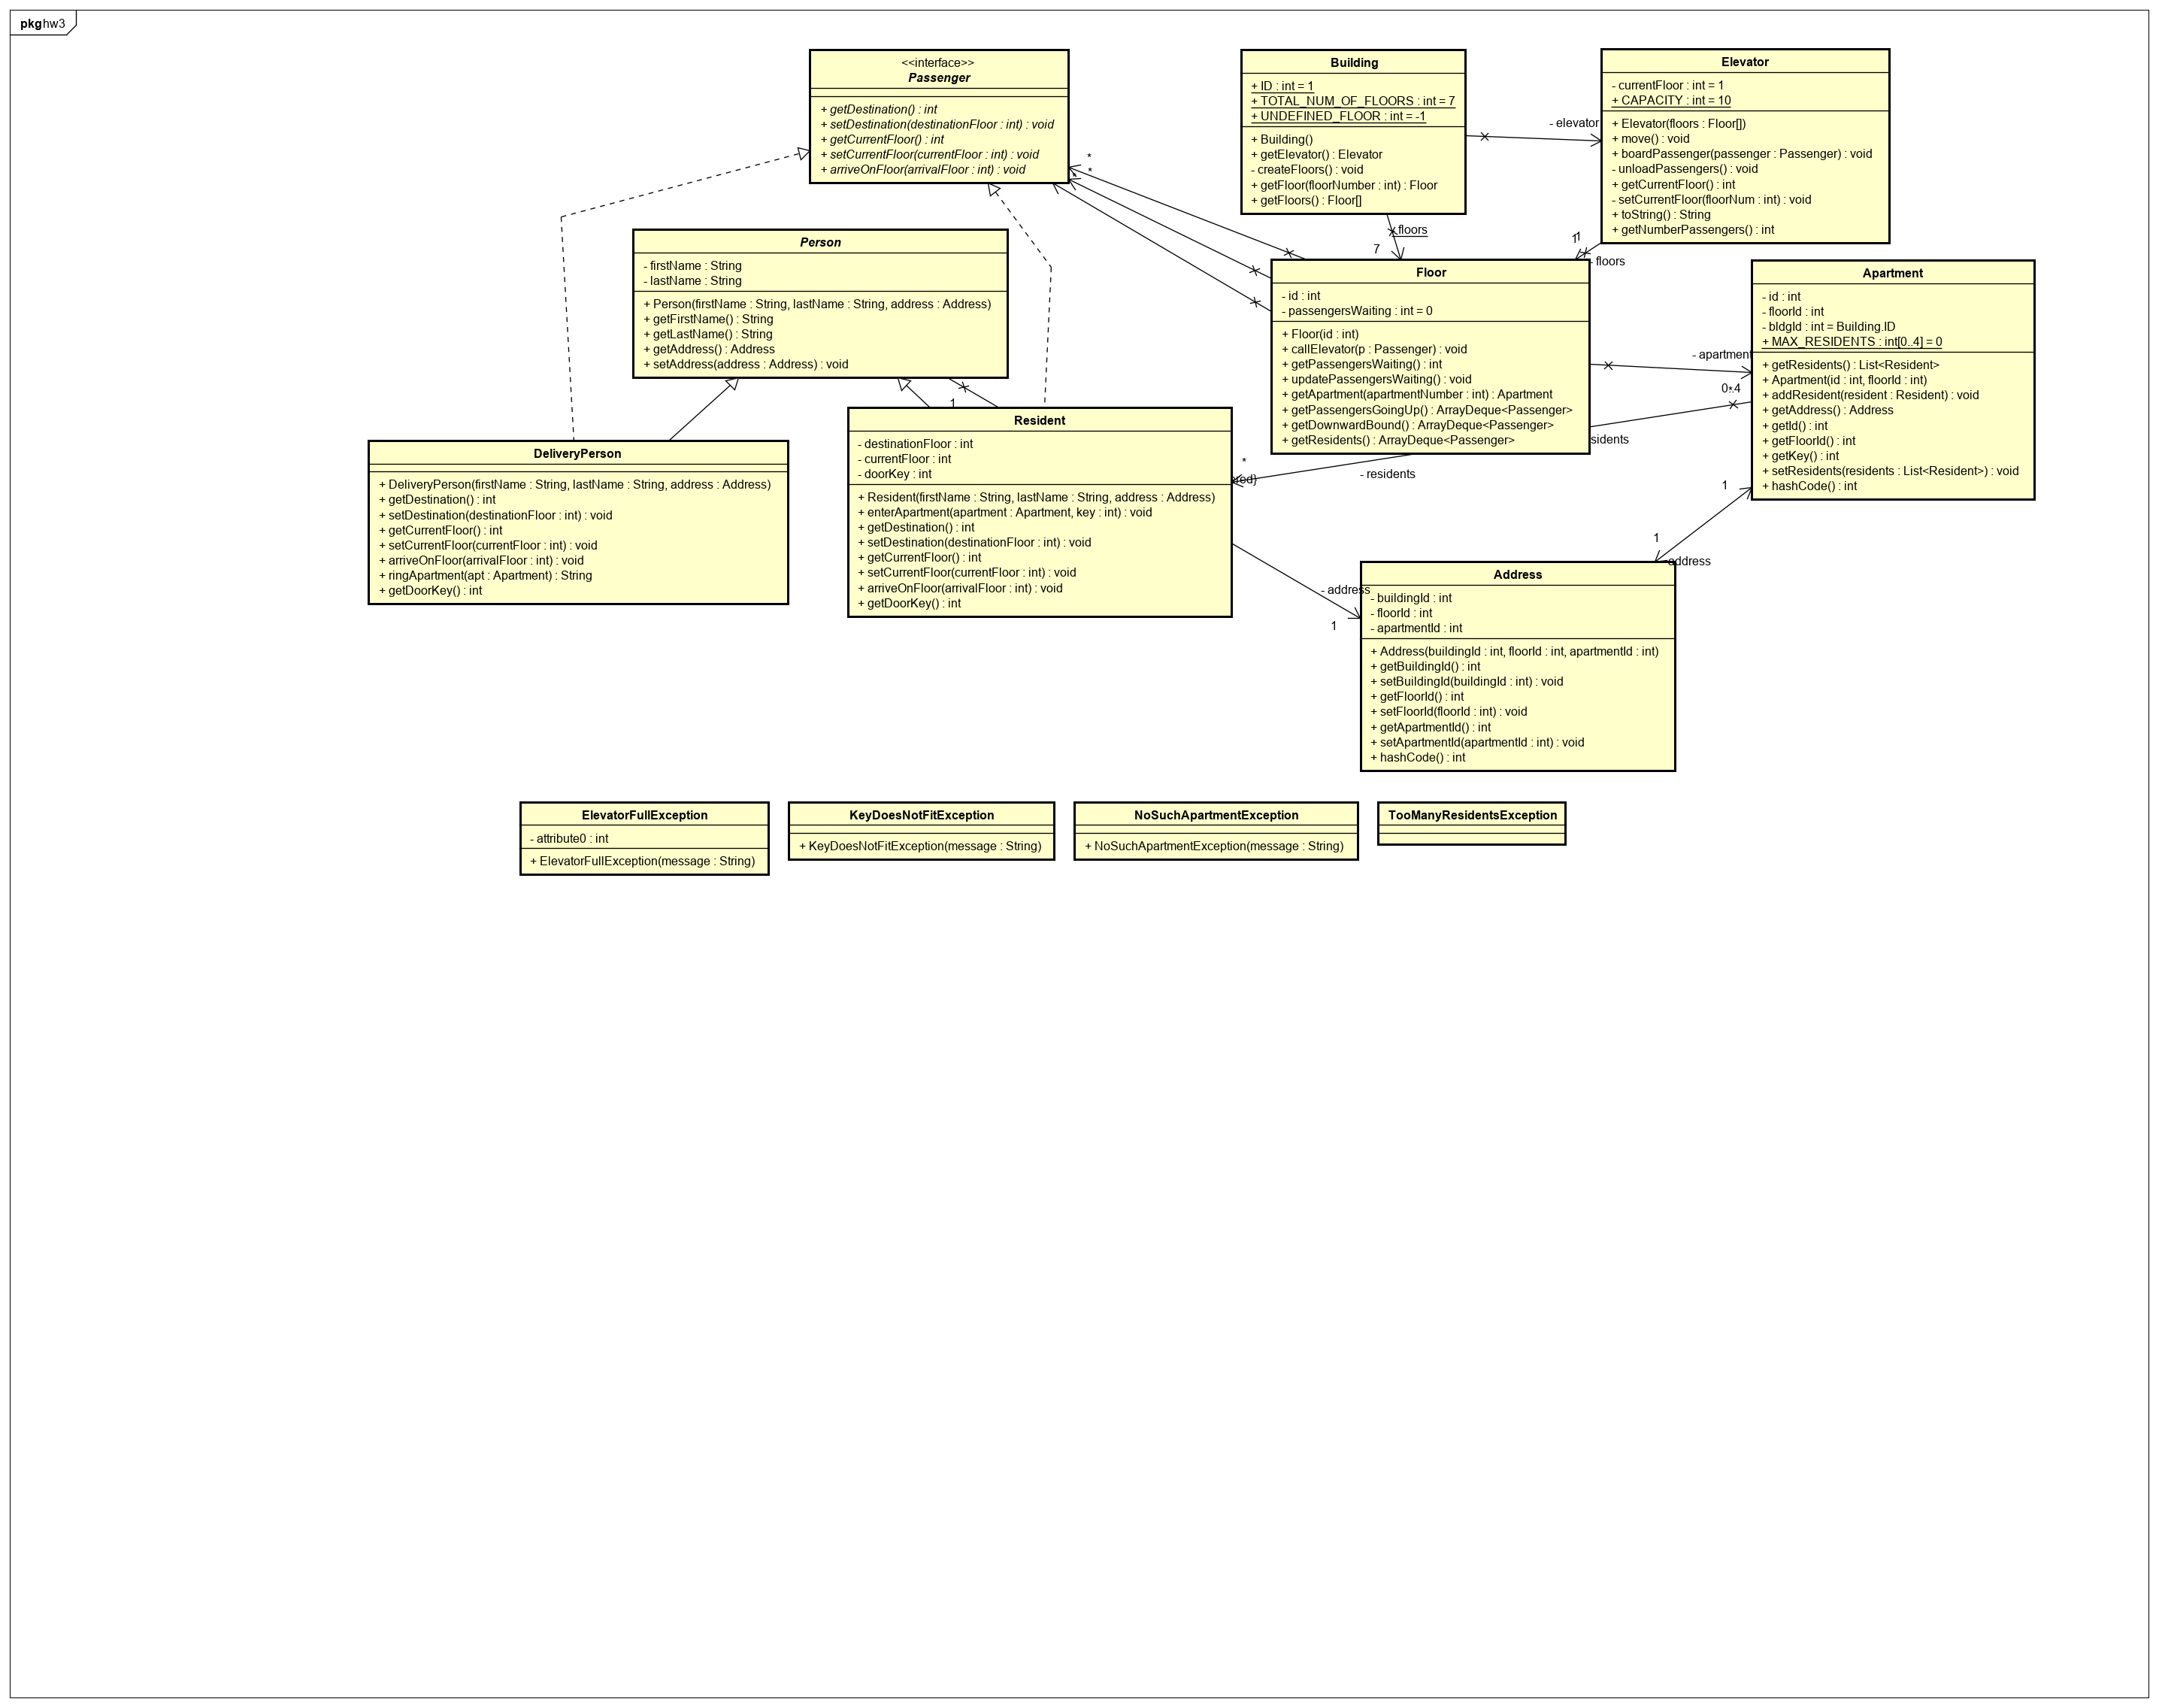 pkg hw3
<<interface>>
Passenger
+ getDestination() : int
+ setDestination(destinationFloor : int) : void
+ getCurrentFloor() : int
+ setCurrentFloor(currentFloor : int) : void
+ arriveOnFloor(arrivalFloor : int) : void
Building
+ ID : int = 1
+ TOTAL_NUM_OF_FLOORS : int = 7
+ UNDEFINED_FLOOR : int = -1
+ Building()
+ getElevator() : Elevator
- createFloors() : void
+ getFloor(floorNumber : int) : Floor
+ getFloors() : Floor[]
- elevator
Elevator
- currentFloor : int = 1
+ CAPACITY : int = 10
+ Elevator(floors : Floor[])
+ move() : void
+ boardPassenger(passenger : Passenger) : void
- unloadPassengers() : void
+ getCurrentFloor() : int
- setCurrentFloor(floorNum : int) : void
+ toString() : String
+ getNumberPassengers() : int
*
*
*
floors
7
1
1
- floors
Person
- firstName : String
- lastName : String
+ Person(firstName : String, lastName : String, address : Address)
+ getFirstName() : String
+ getLastName() : String
+ getAddress() : Address
+ setAddress(address : Address) : void
1
Floor
- id : int
- passengersWaiting : int = 0
+ Floor(id : int)
+ callElevator(p : Passenger) : void
+ getPassengersWaiting() : int
+ updatePassengersWaiting() : void
+ getApartment(apartmentNumber : int) : Apartment
+ getPassengersGoingUp() : ArrayDeque<Passenger>
+ getDownwardBound() : ArrayDeque<Passenger>
+ getResidents() : ArrayDeque<Passenger>
- apartment
0..4
*
sidents
Apartment
- id : int
- floorId : int
- bldgId : int = Building.ID
+ MAX_RESIDENTS : int[0..4] = 0
+ getResidents() : List<Resident>
+ Apartment(id : int, floorId : int)
+ addResident(resident : Resident) : void
+ getAddress() : Address
+ getId() : int
+ getFloorId() : int
+ getKey() : int
+ setResidents(residents : List<Resident>) : void
+ hashCode() : int
DeliveryPerson
+ DeliveryPerson(firstName : String, lastName : String, address : Address)
+ getDestination() : int
+ setDestination(destinationFloor : int) : void
+ getCurrentFloor() : int
+ setCurrentFloor(currentFloor : int) : void
+ arriveOnFloor(arrivalFloor : int) : void
+ ringApartment(apt : Apartment) : String
+ getDoorKey() : int
Resident
- destinationFloor : int
- currentFloor : int
- doorKey : int
+ Resident(firstName : String, lastName : String, address : Address)
+ enterApartment(apartment : Apartment, key : int) : void
+ getDestination() : int
+ setDestination(destinationFloor : int) : void
+ getCurrentFloor() : int
+ setCurrentFloor(currentFloor : int) : void
+ arriveOnFloor(arrivalFloor : int) : void
+ getDoorKey() : int
*
red}
- residents
1
1
- address
- address
1
Address
- buildingId : int
- floorId : int
- apartmentId : int
+ Address(buildingId : int, floorId : int, apartmentId : int)
+ getBuildingId() : int
+ setBuildingId(buildingId : int) : void
+ getFloorId() : int
+ setFloorId(floorId : int) : void
+ getApartmentId() : int
+ setApartmentId(apartmentId : int) : void
+ hashCode() : int
ElevatorFullException
- attribute0 : int
+ ElevatorFullException(message : String)
KeyDoesNotFitException
+ KeyDoesNotFitException(message : String)
NoSuchApartmentException
+ NoSuchApartmentException(message : String)
TooManyResidentsException